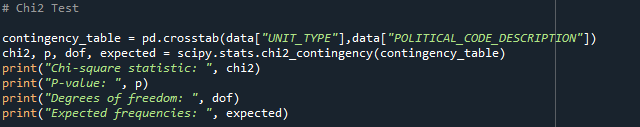 # Chi2 Test
contingency_table = pd.crosstab(data["UNIT_TYPE"],data["POLITICAL_CODE_DESCRIPTION"])
chi2, p, dof, expected = scipy.stats.chi2_contingency(contingency_table)
print("Chi-square statistic: ", chi2)
print("P-value: ", p)
print("Degrees of freedom: ", dof)
print("Expected frequencies: ", expected)